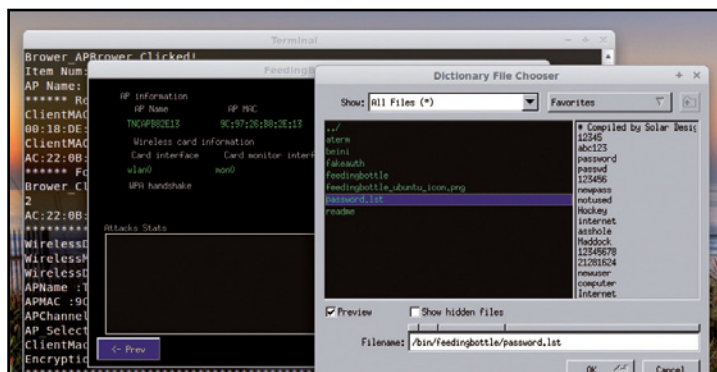 Terminal
Brower_APBrower Clicked!
Item Num:
AP Name:
****** Ro
ClientMAC
00:18:DE:
ClientMAC
AC:22:0B:
****** Fo
Brower_Cl
2
AC:22:0B:
WirelessD
WirelessM
WirelessD
APName :T
APMAC :9C
APChannel
AP_Select
ClientMac
Encryptio
FeedingB
AP information
AP Name AP MAC
TNCAPB82E13 9C:97:26:B8:2E:13
Wireless card information
Card interface Card monitor interf
wlan0 mon0
WPA handshake
Attacks Stats
<- Prev
Dictionary File Chooser
Show: All Files (*) Favorites
../
aterm
beini
fakeauth
feedingbottle
feedingbottle_ubuntu_icon.png
password.lst
readme
# Compiled by Solar Desig
12345
abc123
password
passwd
123456
newpass
notused
Hockey
internet
asshole
Maddock
12345678
21281624
newuser
computer
Internet
Preview Show hidden files
Filename: /bin/feedingbottle/password.lst
OK Cancel